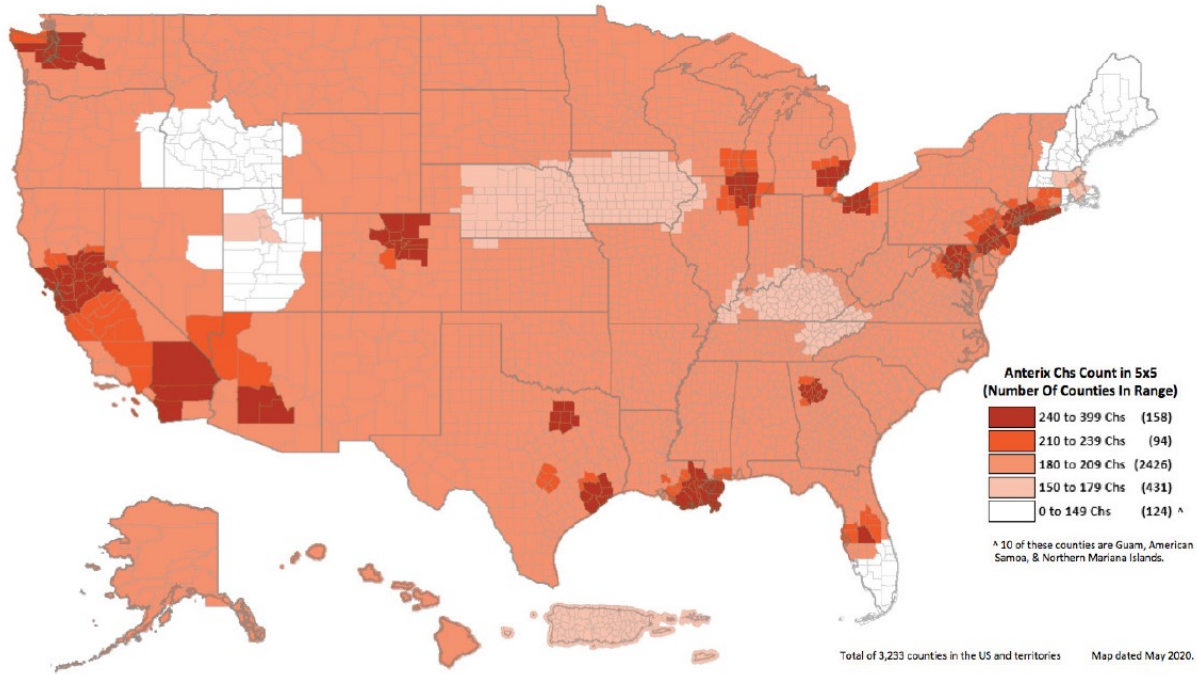 Anterix Chs Count in 5x5
(Number Of Counties In Range)
240 to 399 Chs (158)
210 to 239 Chs (94)
180 to 209 Chs (2426)
150 to 179 Chs (431)
0 to 149 Chs (124) ^
^ 10 of these counties are Guam, American
Samoa, & Northern Mariana Islands.
Total of 3,233 counties in the US and territories Map dated May 2020.